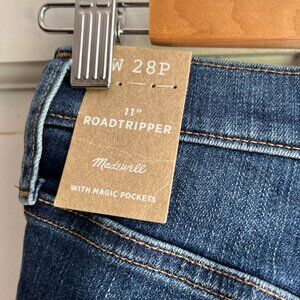 W 28P
11"
ROADTRIPPER
Madewell
WITH MAGIC POCKETS